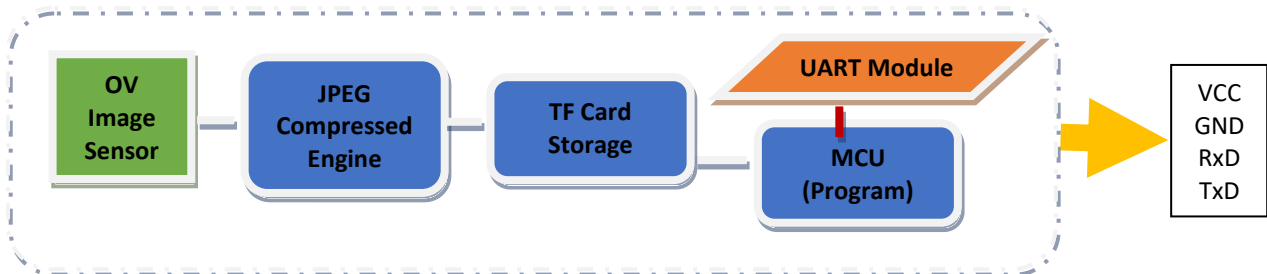 OV
Image
Sensor
JPEG
Compressed
Engine
TF Card
Storage
UART Module
MCU
(Program)
VCC
GND
RxD
TxD